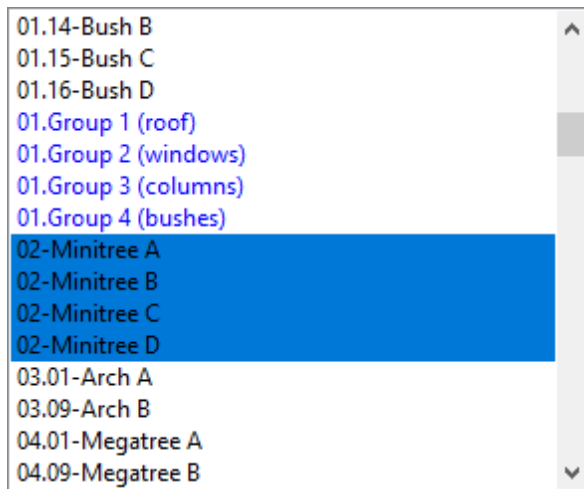 01.14-Bush B
01.15-Bush C
01.16-Bush D
01.Group 1 (roof)
01.Group 2 (windows)
01.Group 3 (columns)
01.Group 4 (bushes)
02-Minitree A
02-Minitree B
02-Minitree C
02-Minitree D
03.01-Arch A
03.09-Arch B
04.01-Megatree A
04.09-Megatree B